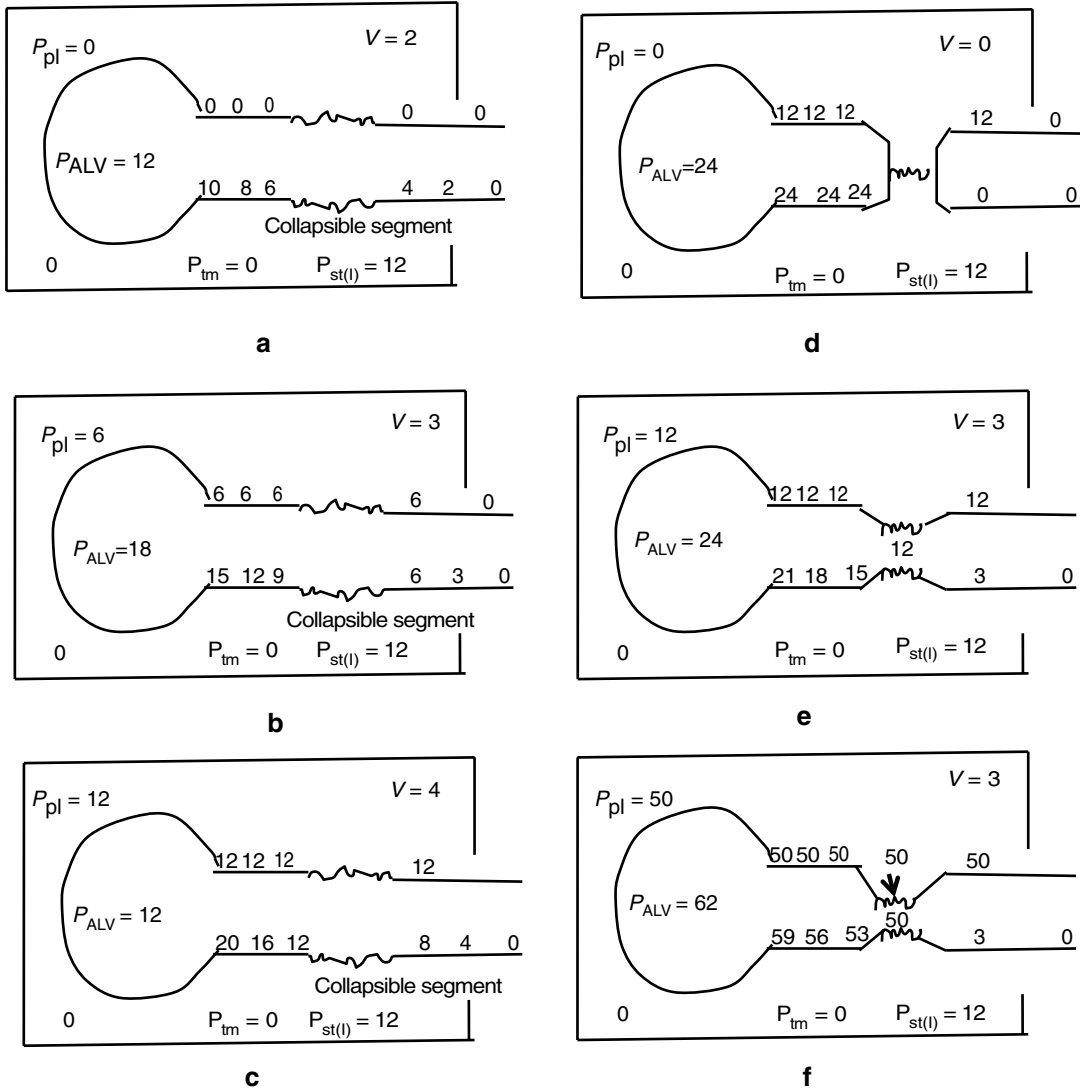 P_pl = 0
V = 2
0 0 0 0 0
P_ALV = 12
10 8 6 4 2 0
Collapsible segment
0 P_tm = 0 P_st(l) = 12
a
P_pl = 0
V = 0
12 12 12 12 0
P_ALV =24
24 24 24 0 0
0 P_tm = 0 P_st(l) = 12
d
P_pl = 6
V = 3
6 6 6 6 0
P_ALV =18
15 12 9 6 3 0
Collapsible segment
0 P_tm = 0 P_st(l) = 12
b
P_pl = 12
V = 3
12 12 12 12
P_ALV = 24
12
21 18 15 3 0
0 P_tm = 0 P_st(l) = 12
e
P_pl = 12
V = 4
12 12 12 12
P_ALV = 12
20 16 12 8 4 0
Collapsible segment
0 P_tm = 0 P_st(l) = 12
c
P_pl = 50
V = 3
50 50 50 50 50
P_ALV = 62
50
59 56 53 3 0
0 P_tm = 0 P_st(l) = 12
f